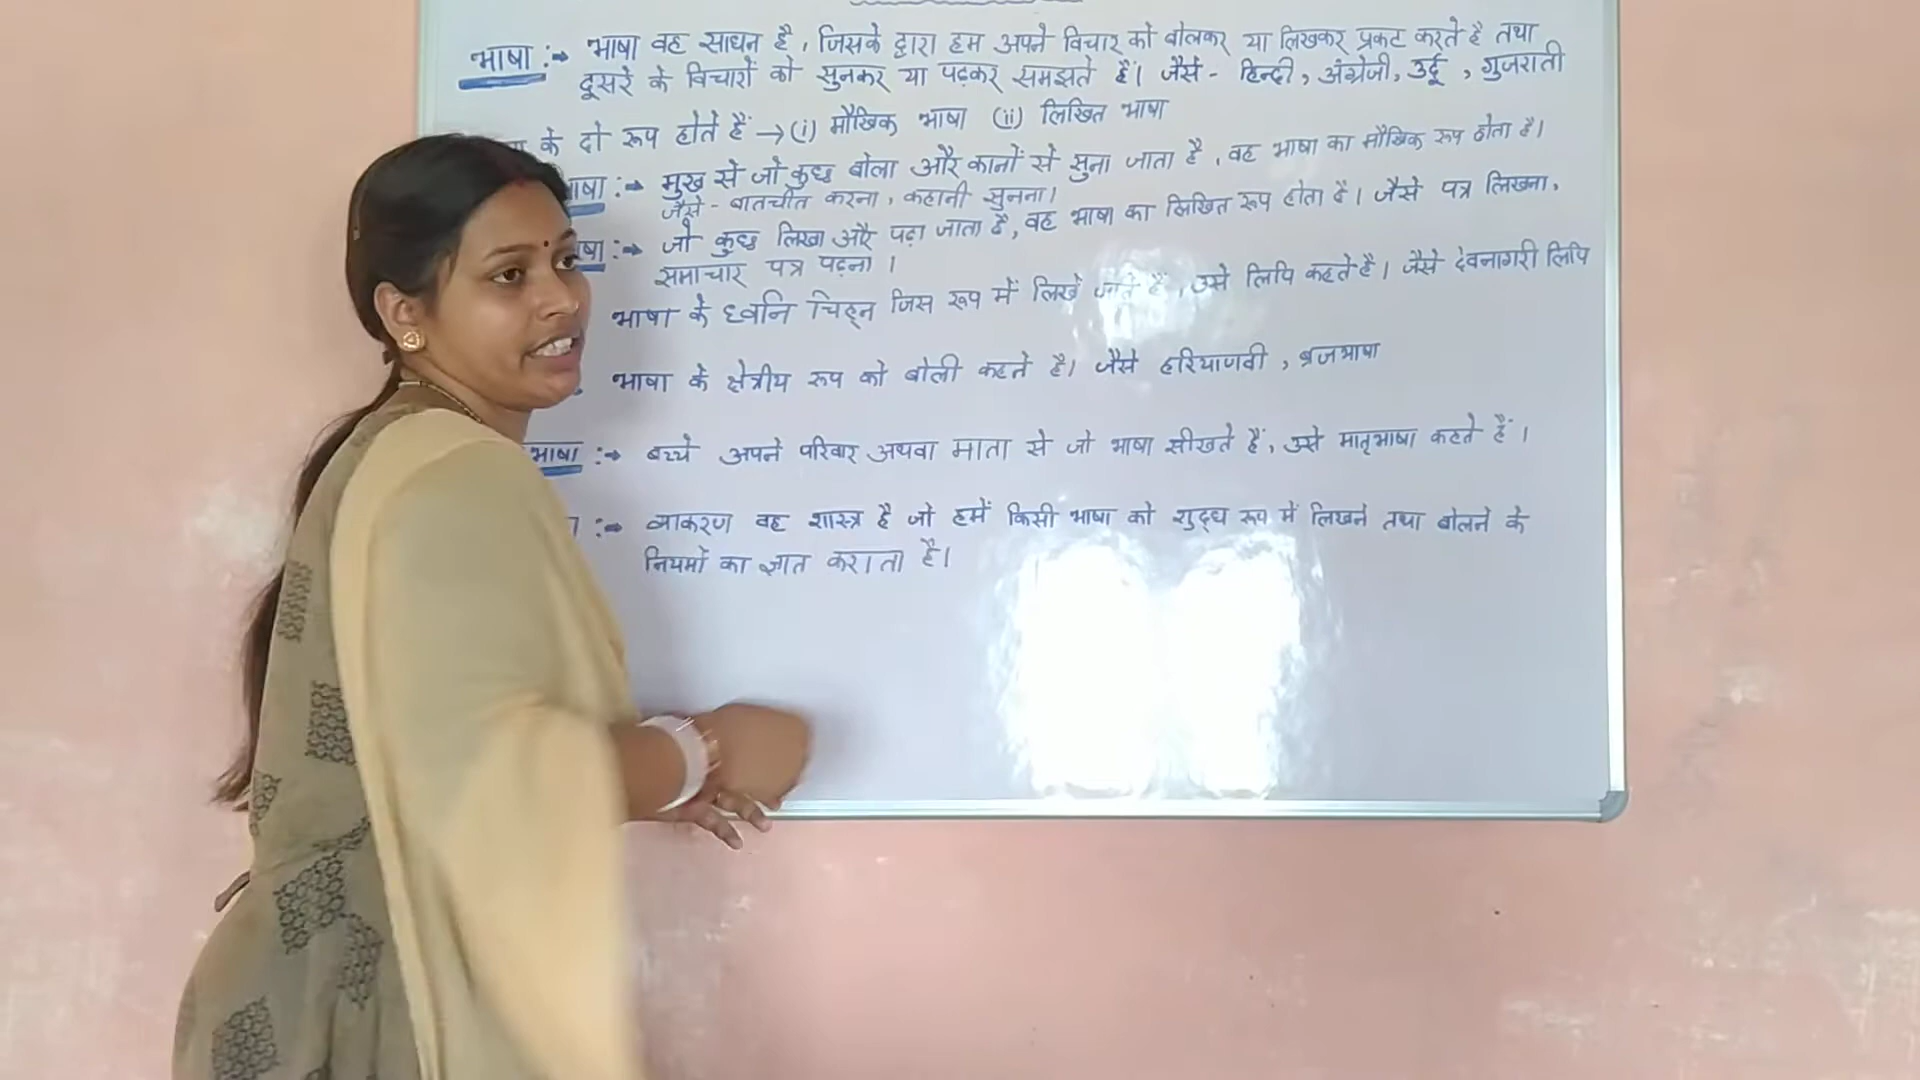 भाषा :→ भाषा वह साधन है, जिसके द्वारा हम अपने विचार को बोलकर या लिखकर प्रकट करते है तथा
दूसरे के विचारों को सुनकर या पढ़कर समझते हैं। जैसे - हिन्दी, अंग्रेजी, उर्दू, गुजराती
के दो रूप होते हैं → (i) मौखिक भाषा (ii) लिखित भाषा
षा :→ मुख से जो कुछ बोला और कानों से सुना जाता है, वह भाषा का मौखिक रूप होता है।
जैसे - बातचीत करना, कहानी सुनना।
षा :→ जो कुछ लिखा और पढ़ा जाता है, वह भाषा का लिखित रूप होता है। जैसे पत्र लिखना,
समाचार पत्र पढ़ना ।
भाषा के ध्वनि चिह्न जिस रूप में लिखे जाते है, उसे लिपि कहते है। जैसे देवनागरी लिपि
भाषा के क्षेत्रीय रूप को बोली कहते है। जैसे हरियाणवी, ब्रजभाषा
भाषा :→ बच्चे अपने परिवार अथवा माता से जो भाषा सीखते हैं, उसे मातृभाषा कहते हैं ।
:→ व्याकरण वह शास्त्र है जो हमें किसी भाषा को शुद्ध रूप में लिखने तथा बोलने के
नियमों का ज्ञात कराता है।